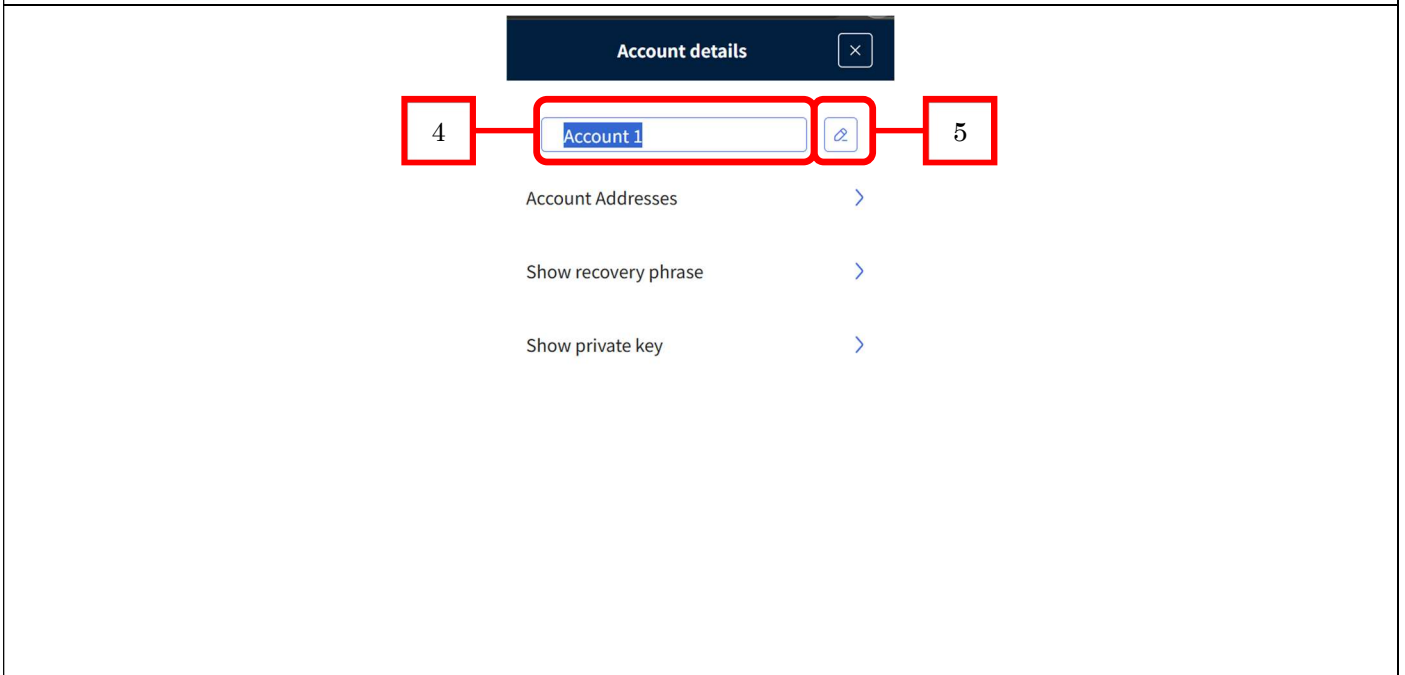 Account details
4 Account 1 5
Account Addresses
Show recovery phrase
Show private key